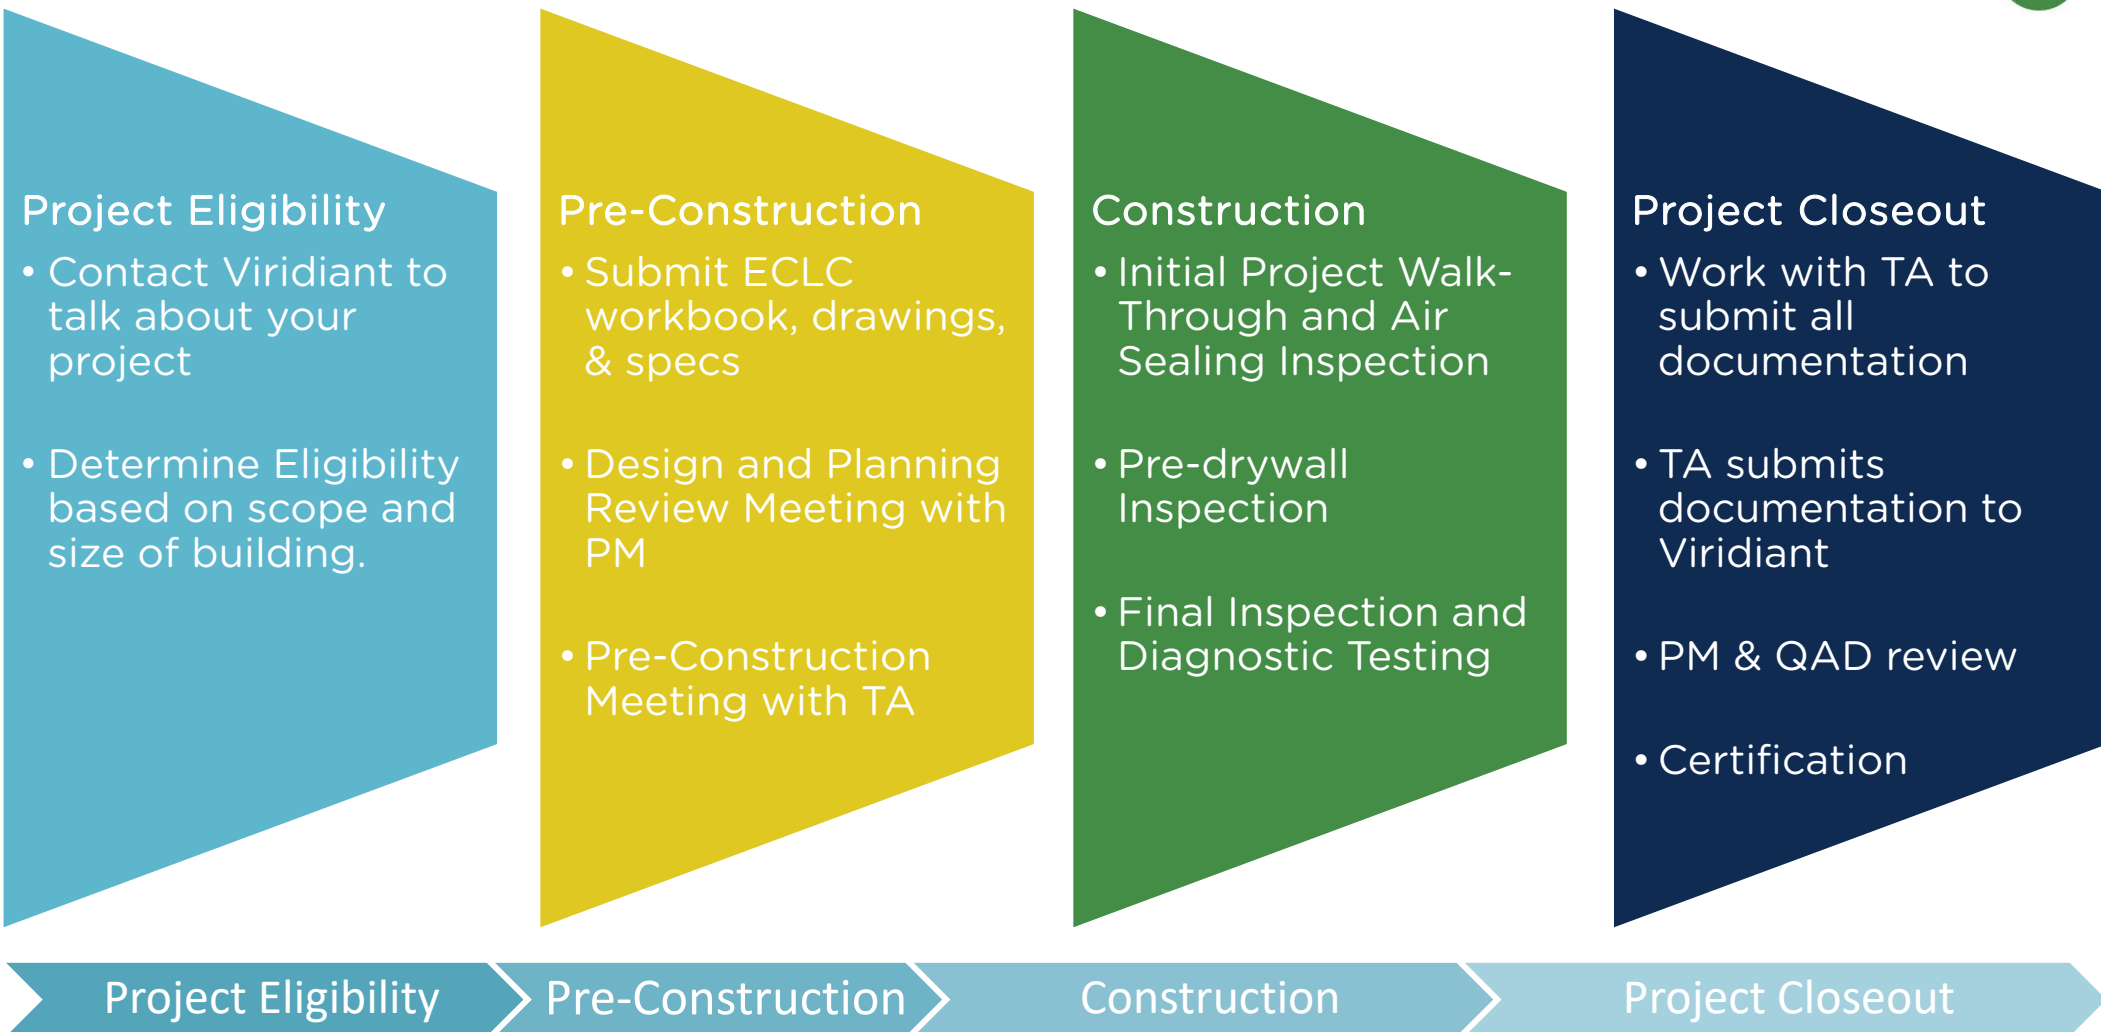 Project Eligibility
• Contact Viridiant to
talk about your
project
• Determine Eligibility
based on scope and
size of building.
Pre-Construction
• Submit ECLC
workbook, drawings,
& specs
• Design and Planning
Review Meeting with
PM
• Pre-Construction
Meeting with TA
Construction
• Initial Project Walk-
Through and Air
Sealing Inspection
• Pre-drywall
Inspection
• Final Inspection and
Diagnostic Testing
Project Closeout
• Work with TA to
submit all
documentation
• TA submits
documentation to
Viridiant
• PM & QAD review
• Certification
Project Eligibility
Pre-Construction
Construction
Project Closeout